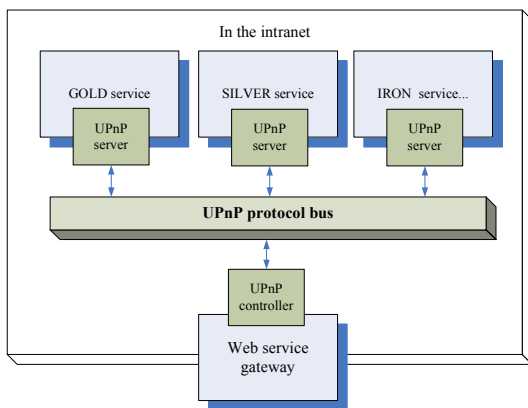 In the intranet
GOLD service
SILVER service
IRON service...
UPnP
server
UPnP
server
UPnP
server
UPnP protocol bus
UPnP
controller
Web service
gateway